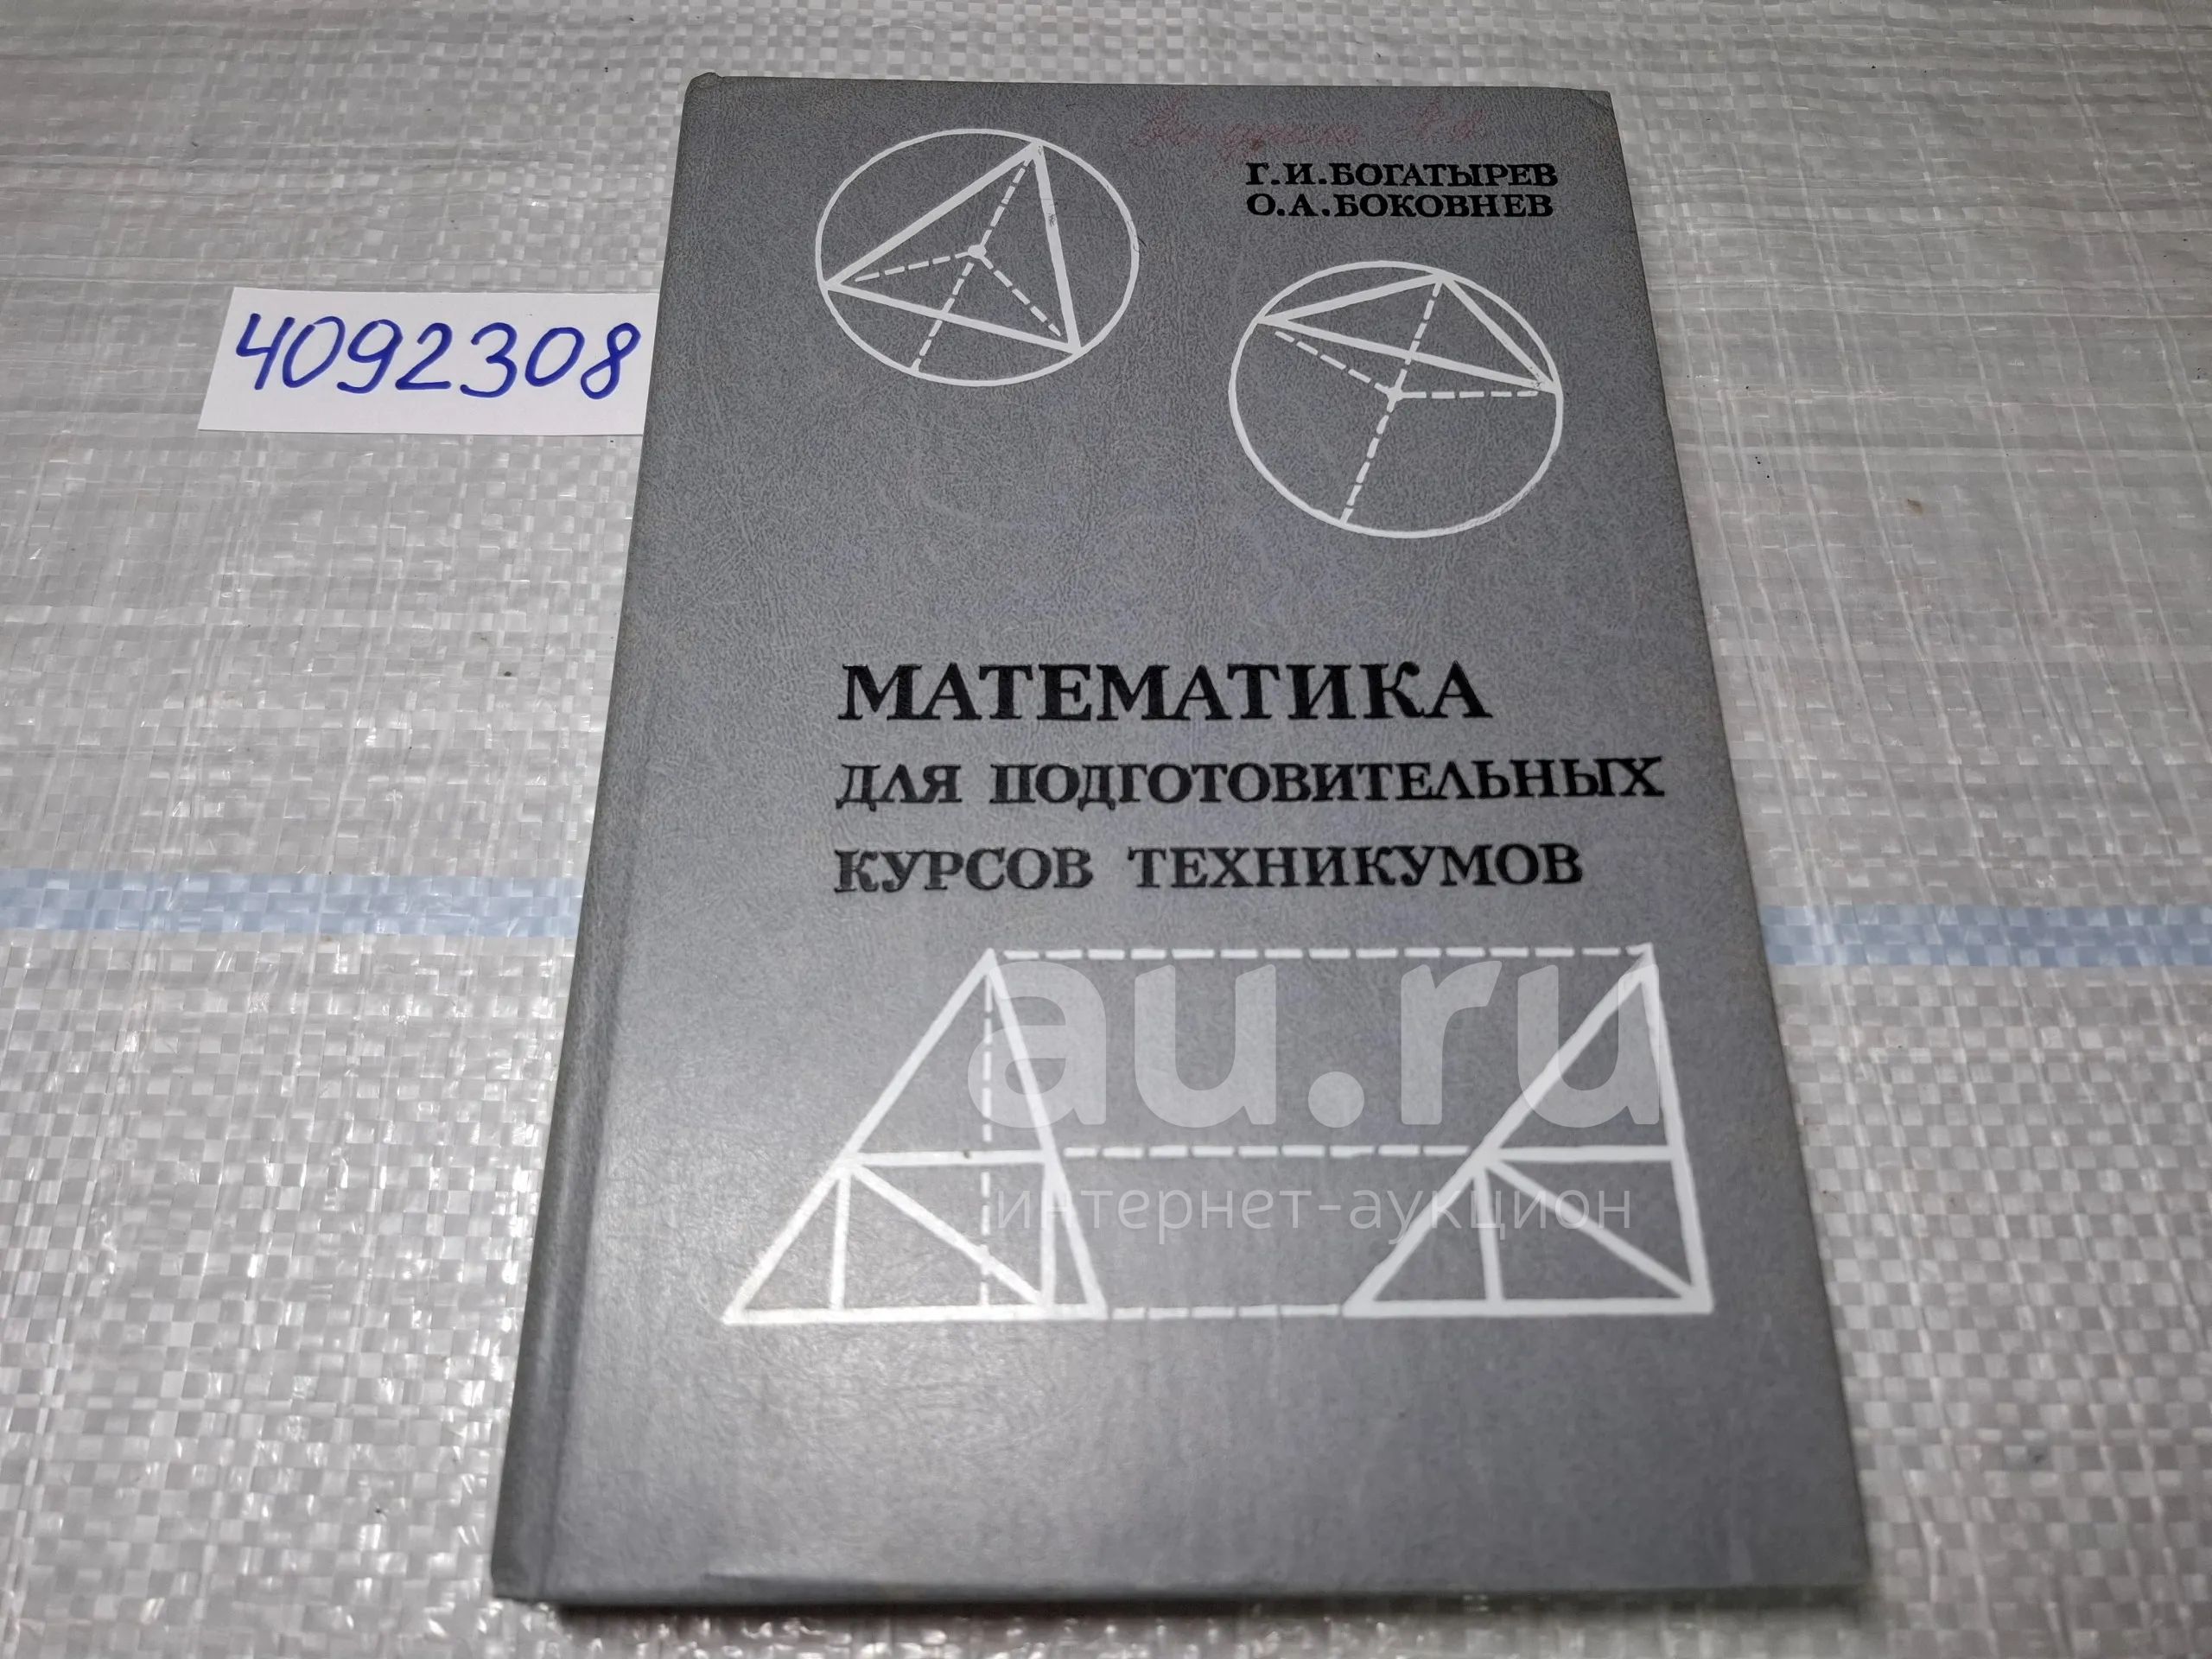 Г.И.БОГАТЫРЕВ
О.А.БОКОВНЕВ
4092308
МАТЕМАТИКА
ДЛЯ ПОДГОТОВИТЕЛЬНЫХ
КУРСОВ ТЕХНИКУМОВ
au.ru
интернет-аукцион